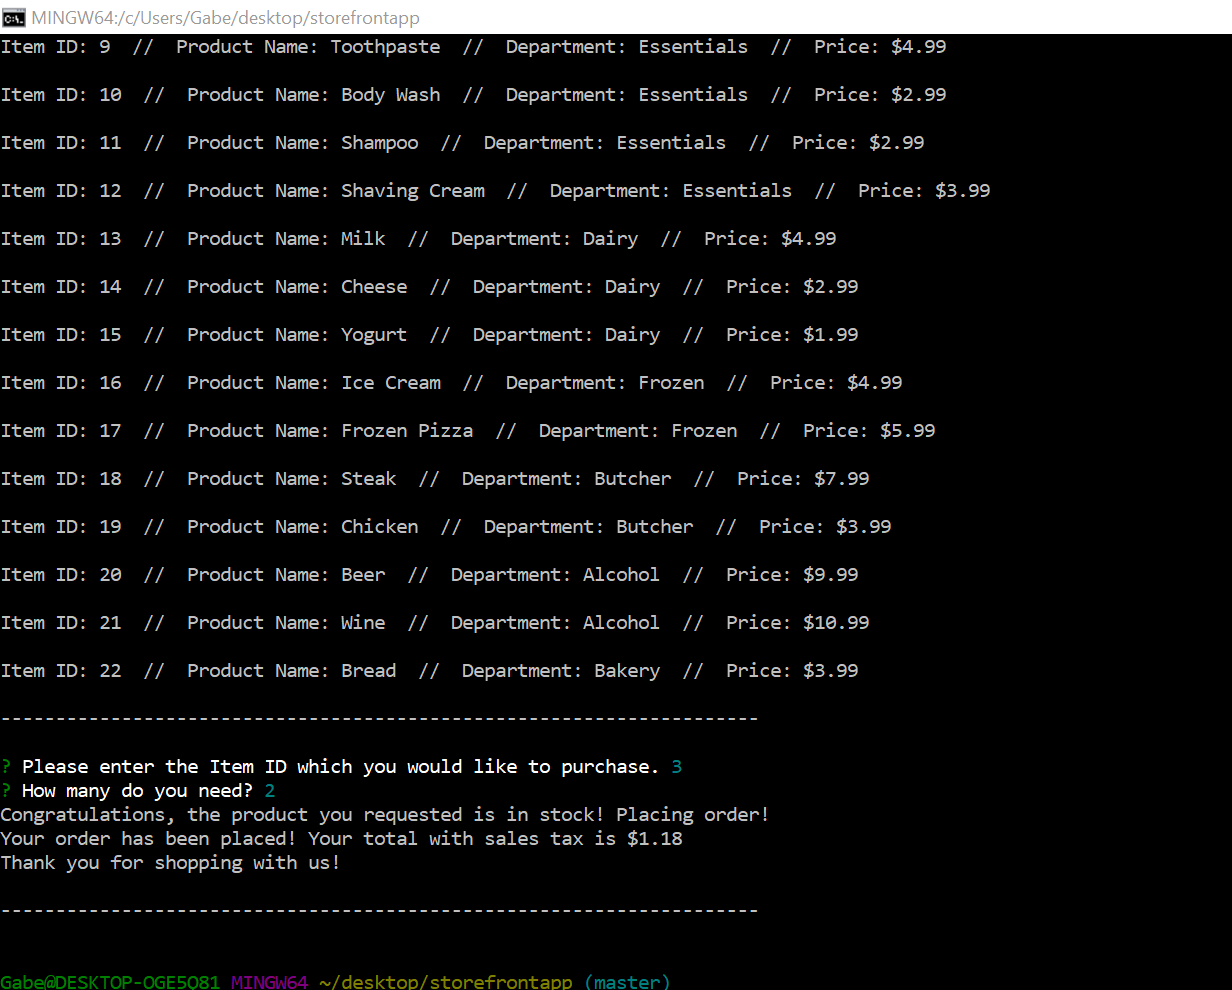 MINGW64:/c/Users/Gabe/desktop/storefrontapp
Item ID: 9  //  Product Name: Toothpaste  //  Department: Essentials  //  Price: $4.99
Item ID: 10  //  Product Name: Body Wash  //  Department: Essentials  //  Price: $2.99
Item ID: 11  //  Product Name: Shampoo  //  Department: Essentials  //  Price: $2.99
Item ID: 12  //  Product Name: Shaving Cream  //  Department: Essentials  //  Price: $3.99
Item ID: 13  //  Product Name: Milk  //  Department: Dairy  //  Price: $4.99
Item ID: 14  //  Product Name: Cheese  //  Department: Dairy  //  Price: $2.99
Item ID: 15  //  Product Name: Yogurt  //  Department: Dairy  //  Price: $1.99
Item ID: 16  //  Product Name: Ice Cream  //  Department: Frozen  //  Price: $4.99
Item ID: 17  //  Product Name: Frozen Pizza  //  Department: Frozen  //  Price: $5.99
Item ID: 18  //  Product Name: Steak  //  Department: Butcher  //  Price: $7.99
Item ID: 19  //  Product Name: Chicken  //  Department: Butcher  //  Price: $3.99
Item ID: 20  //  Product Name: Beer  //  Department: Alcohol  //  Price: $9.99
Item ID: 21  //  Product Name: Wine  //  Department: Alcohol  //  Price: $10.99
Item ID: 22  //  Product Name: Bread  //  Department: Bakery  //  Price: $3.99
---------------------------------------------------------------------
? Please enter the Item ID which you would like to purchase. 3
? How many do you need? 2
Congratulations, the product you requested is in stock! Placing order!
Your order has been placed! Your total with sales tax is $1.18
Thank you for shopping with us!
---------------------------------------------------------------------
Gabe@DESKTOP-OGE5O81 MINGW64 ~/desktop/storefrontapp (master)